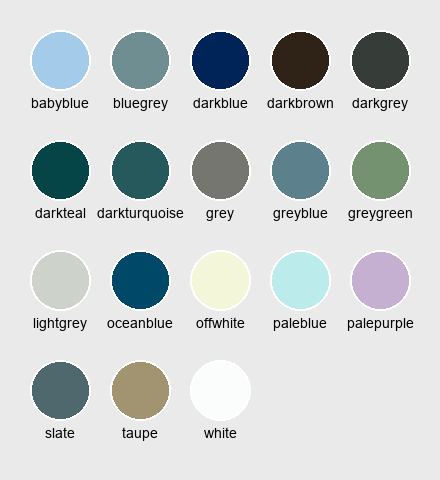 babyblue bluegrey darkblue darkbrown darkgrey
darkteal darkturquoise grey greyblue greygreen
lightgrey oceanblue offwhite paleblue palepurple
slate taupe white